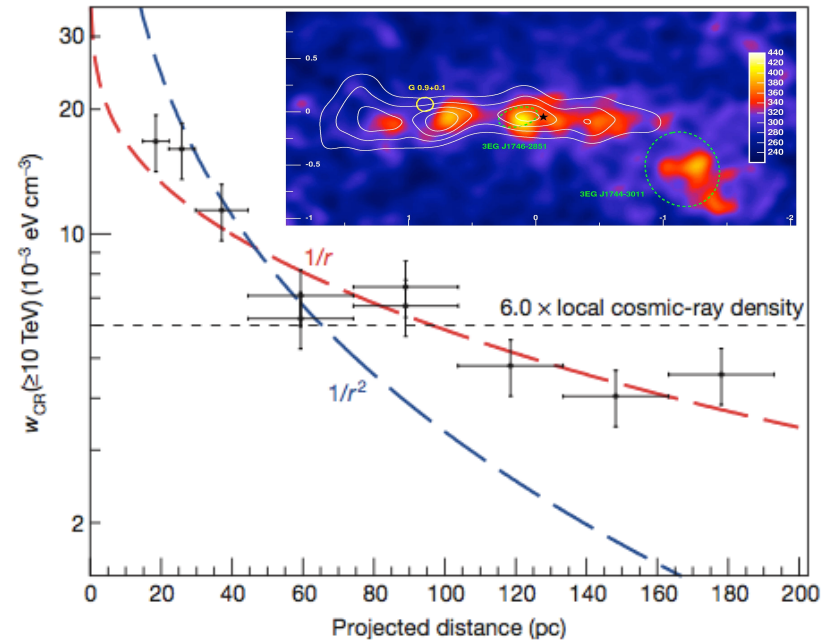 30
20
10
2
w_CR(≥10 TeV) (10⁻³ eV cm⁻³)
0.5
0
-0.5
-1
G 0.9+0.1
3EG J1746-2851
3EG J1744-3011
440
420
400
380
360
340
320
300
280
260
240
1
0
-1
-2
1/r
6.0 × local cosmic-ray density
1/r²
0 20 40 60 80 100 120 140 160 180 200
Projected distance (pc)